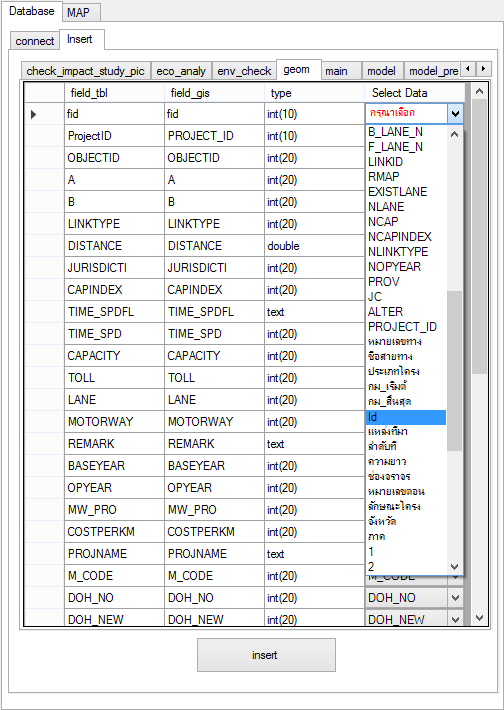 Database MAP
connect Insert
check_impact_study_pic eco_analy env_check geom main model model_pre
field_tbl field_gis type Select Data
fid fid int(10) กรุณาเลือก
ProjectID PROJECT_ID int(10)
OBJECTID OBJECTID int(20)
A A int(20)
B B int(20)
LINKTYPE LINKTYPE int(20)
DISTANCE DISTANCE double
JURISDICTI JURISDICTI int(20)
CAPINDEX CAPINDEX int(20)
TIME_SPDFL TIME_SPDFL text
TIME_SPD TIME_SPD int(20)
CAPACITY CAPACITY int(20)
TOLL TOLL int(20)
LANE LANE int(20)
MOTORWAY MOTORWAY int(20)
REMARK REMARK text
BASEYEAR BASEYEAR int(20)
OPYEAR OPYEAR int(20)
MW_PRO MW_PRO int(20)
COSTPERKM COSTPERKM int(20)
PROJNAME PROJNAME text
M_CODE M_CODE int(20) M_CODE
DOH_NO DOH_NO int(20) DOH_NO
DOH_NEW DOH_NEW int(20) DOH_NEW
B_LANE_N
F_LANE_N
LINKID
RMAP
EXISTLANE
NLANE
NCAP
NCAPINDEX
NLINKTYPE
NOPYEAR
PROV
JC
ALTER
PROJECT_ID
หมายเลขทาง
ชื่อสายทาง
ประเภทโครง
กม_เริ่มต้
กม_สิ้นสุด
Id
แหล่งที่มา
ลำดับที่
ความยาว
ช่องจราจร
หมายเลขตอน
ลักษณะโครง
จังหวัด
ภาค
1
2
insert